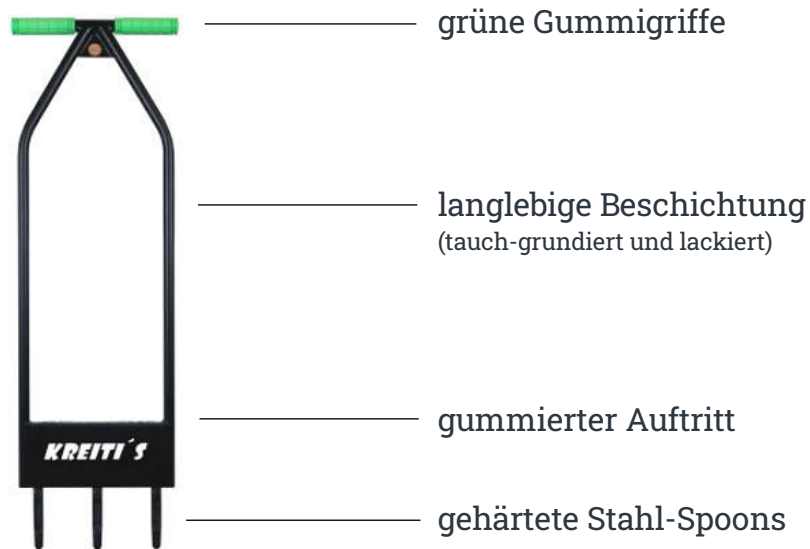 grüne Gummigriffe
langlebige Beschichtung
(tauch-grundiert und lackiert)
gummierter Auftritt
KREITI´S
gehärtete Stahl-Spoons